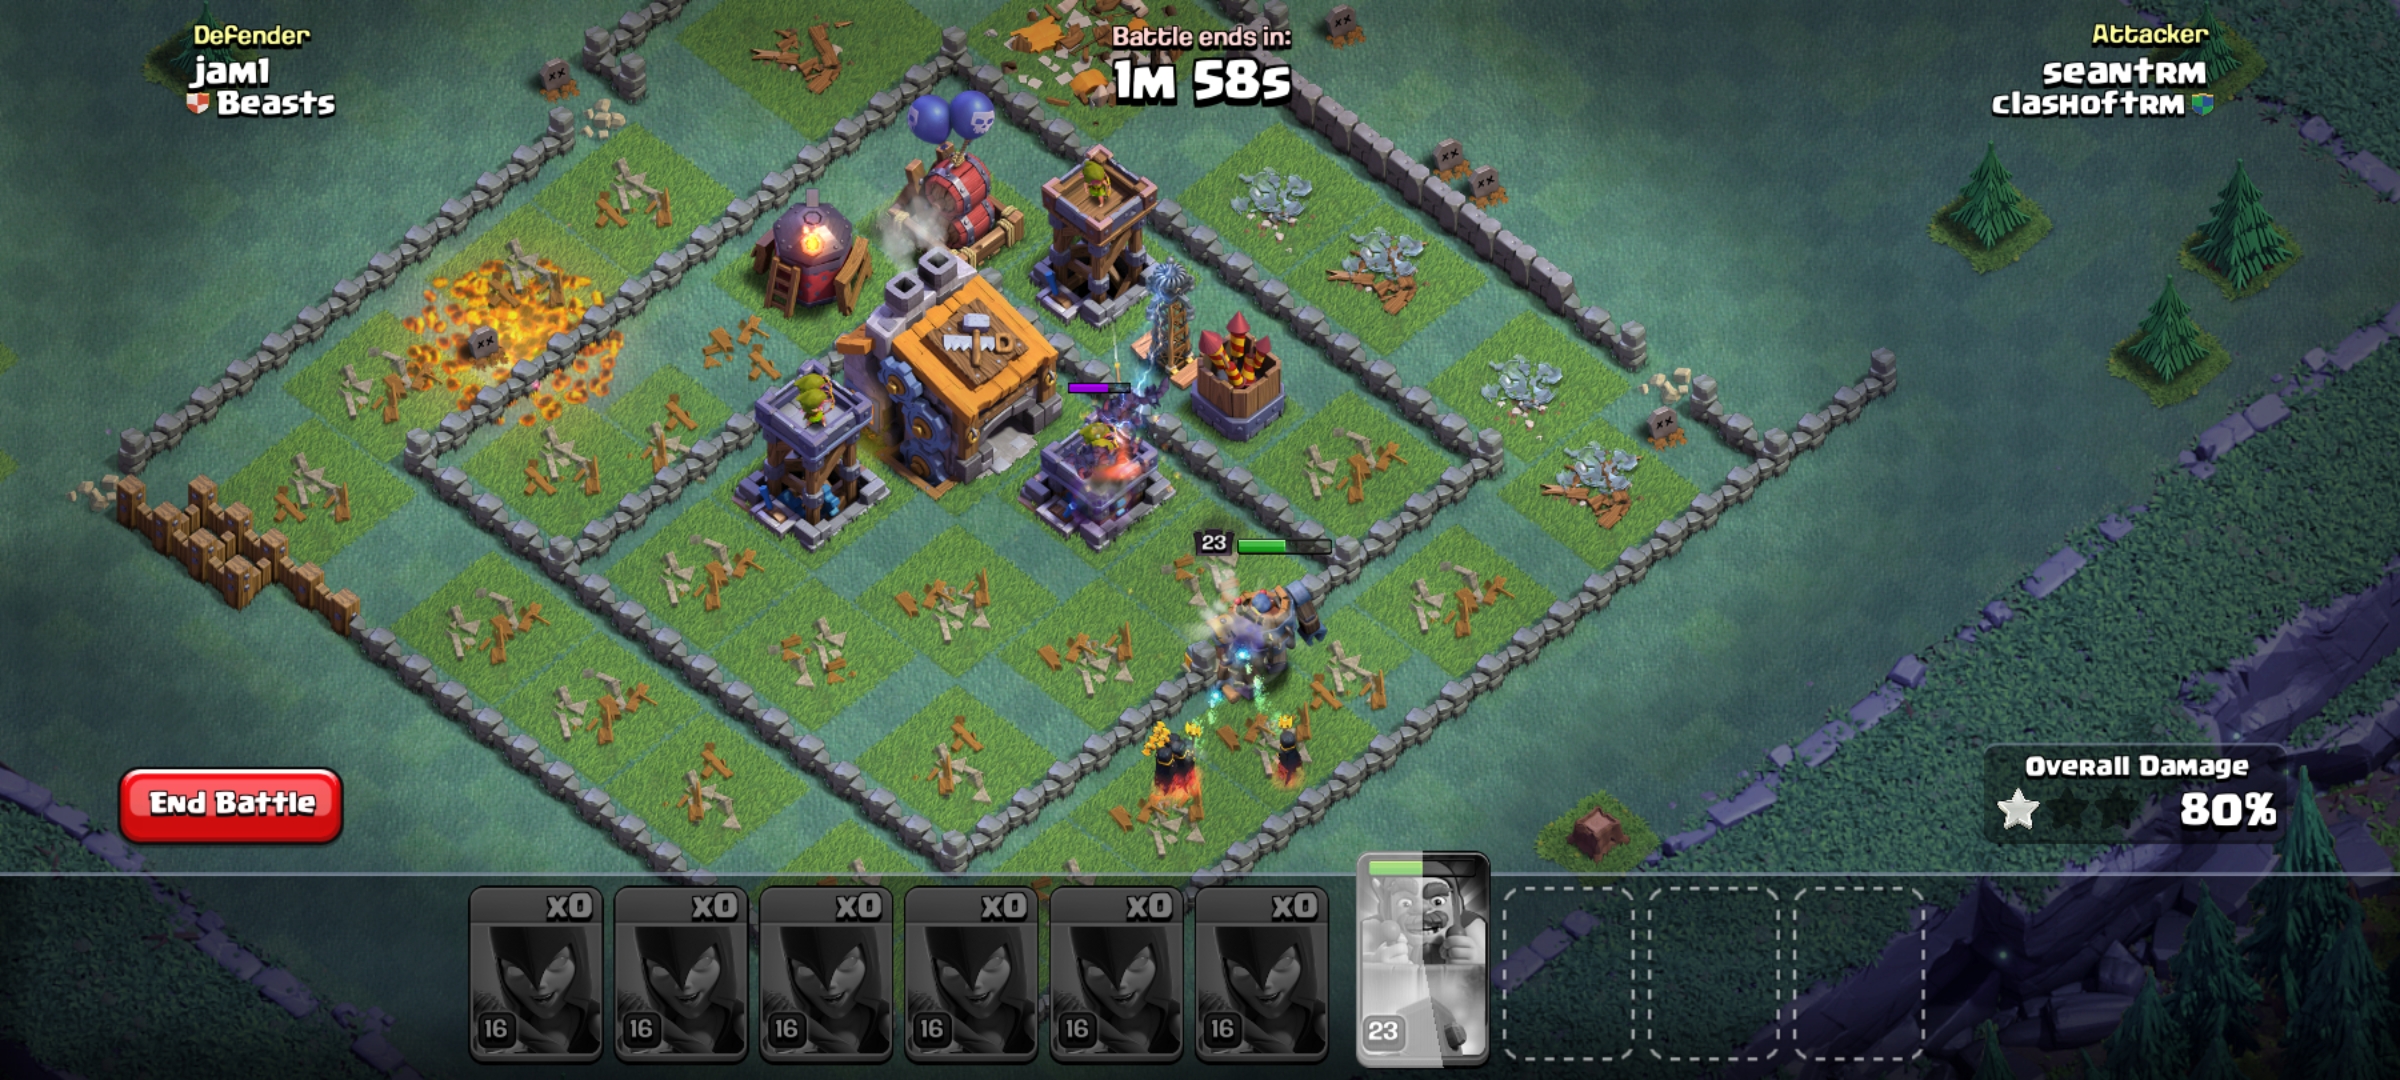 Defender
jam1
Beasts
Battle ends in:
1M 58s
Attacker
seantRM
clashoftRM
23
End Battle
Overall Damage
80%
x0
x0
x0
x0
x0
x0
16
16
16
16
16
16
23